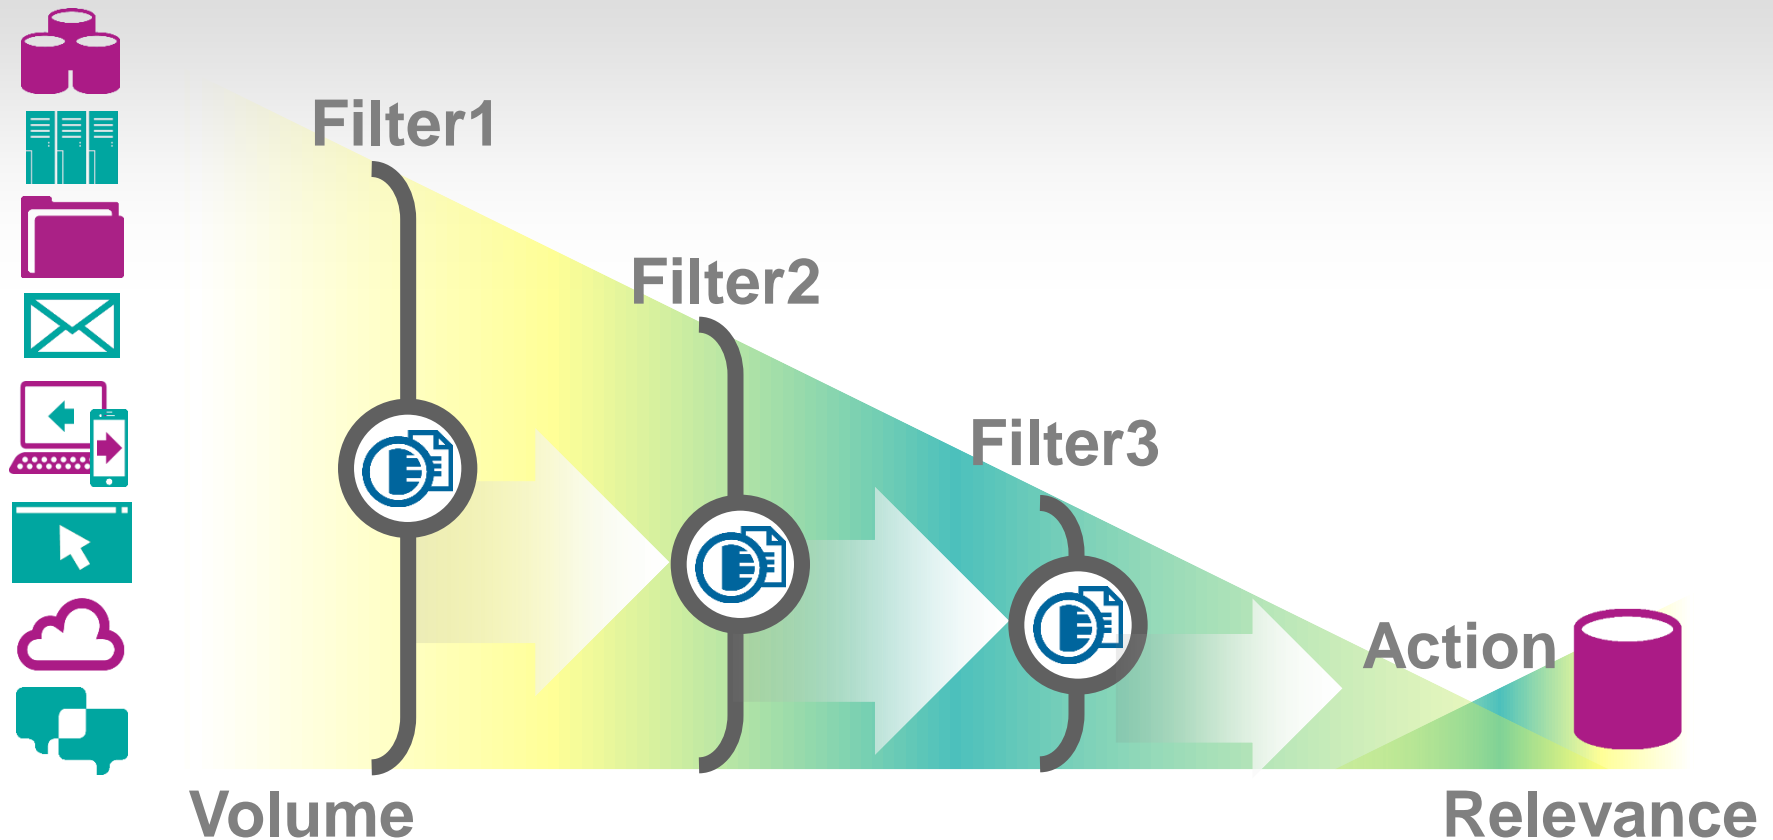 Filter1
Filter2
Filter3
Action
Volume
Relevance